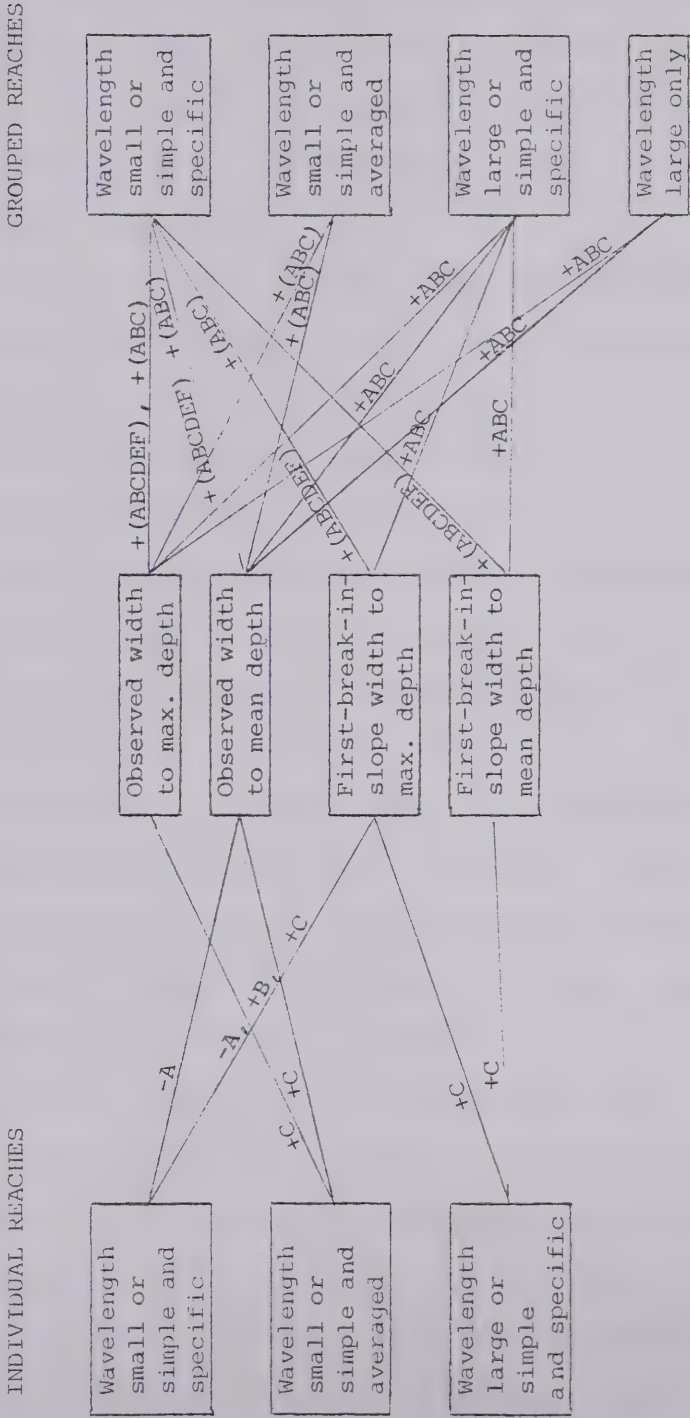 INDIVIDUAL REACHES
GROUPED REACHES
Wavelength
small or
simple and
specific
Wavelength
small or
simple and
averaged
Wavelength
large or
simple
and specific
-A
-A, +B, +C
+C
+C
+C
+C
Observed width
to max. depth
Observed width
to mean depth
First-break-in-
slope width to
max. depth
First-break-in-
slope width to
mean depth
+(ABCDEF), +(ABC)
+(ABCDEF) +(ABC)
+(ABC)
+(ABC)
+(ABC)
+(ABCDEF)
+(ABCDEF)
+ABC
+ABC
+ABC
+ABC
+ABC
+ABC
Wavelength
small or
simple and
specific
Wavelength
small or
simple and
averaged
Wavelength
large or
simple and
specific
Wavelength
large only